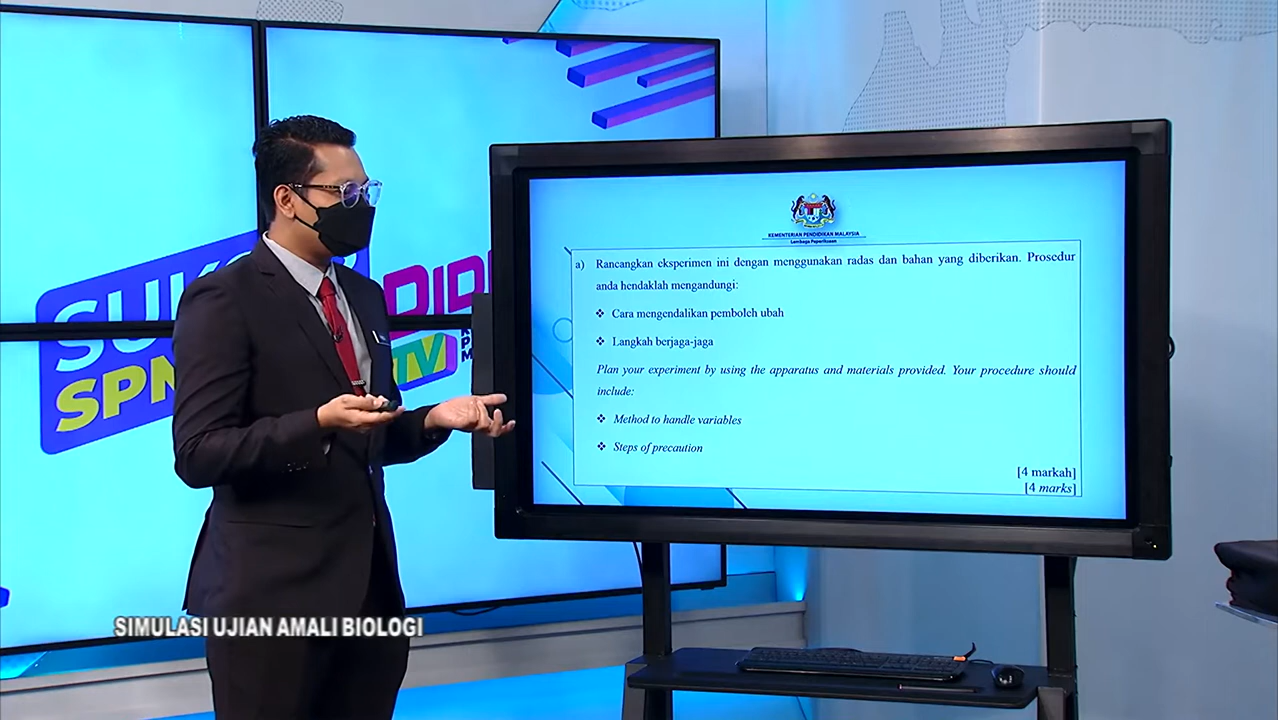 KEMENTERIAN PENDIDIKAN MALAYSIA
Lembaga Peperiksaan
a) Rancangkan eksperimen ini dengan menggunakan radas dan bahan yang diberikan. Prosedur
anda hendaklah mengandungi:
❖ Cara mengendalikan pemboleh ubah
❖ Langkah berjaga-jaga
Plan your experiment by using the apparatus and materials provided. Your procedure should
include:
❖ Method to handle variables
❖ Steps of precaution
[4 markah]
[4 marks]
SPM
TV
SIMULASI UJIAN AMALI BIOLOGI